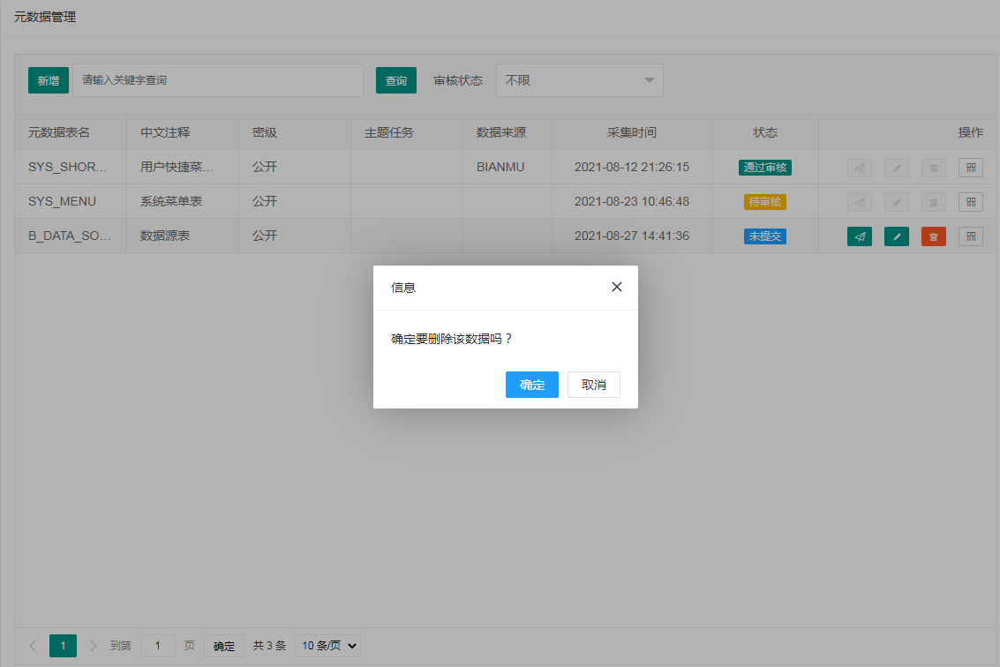 元数据管理
新增 请输入关键字查询 查询 审核状态 不限
元数据表名 中文注释 密级 主题任务 数据来源 采集时间 状态 操作
SYS_SHOR... 用户快捷菜... 公开 BIANMU 2021-08-12 21:26:15 通过审核
SYS_MENU 系统菜单表 公开 2021-08-23 10:46:48 待审核
B_DATA_SO... 数据源表 公开 2021-08-27 14:41:36 未提交
信息
确定要删除该数据吗？
确定 取消
1 到第 1 页 确定 共 3 条 10 条/页